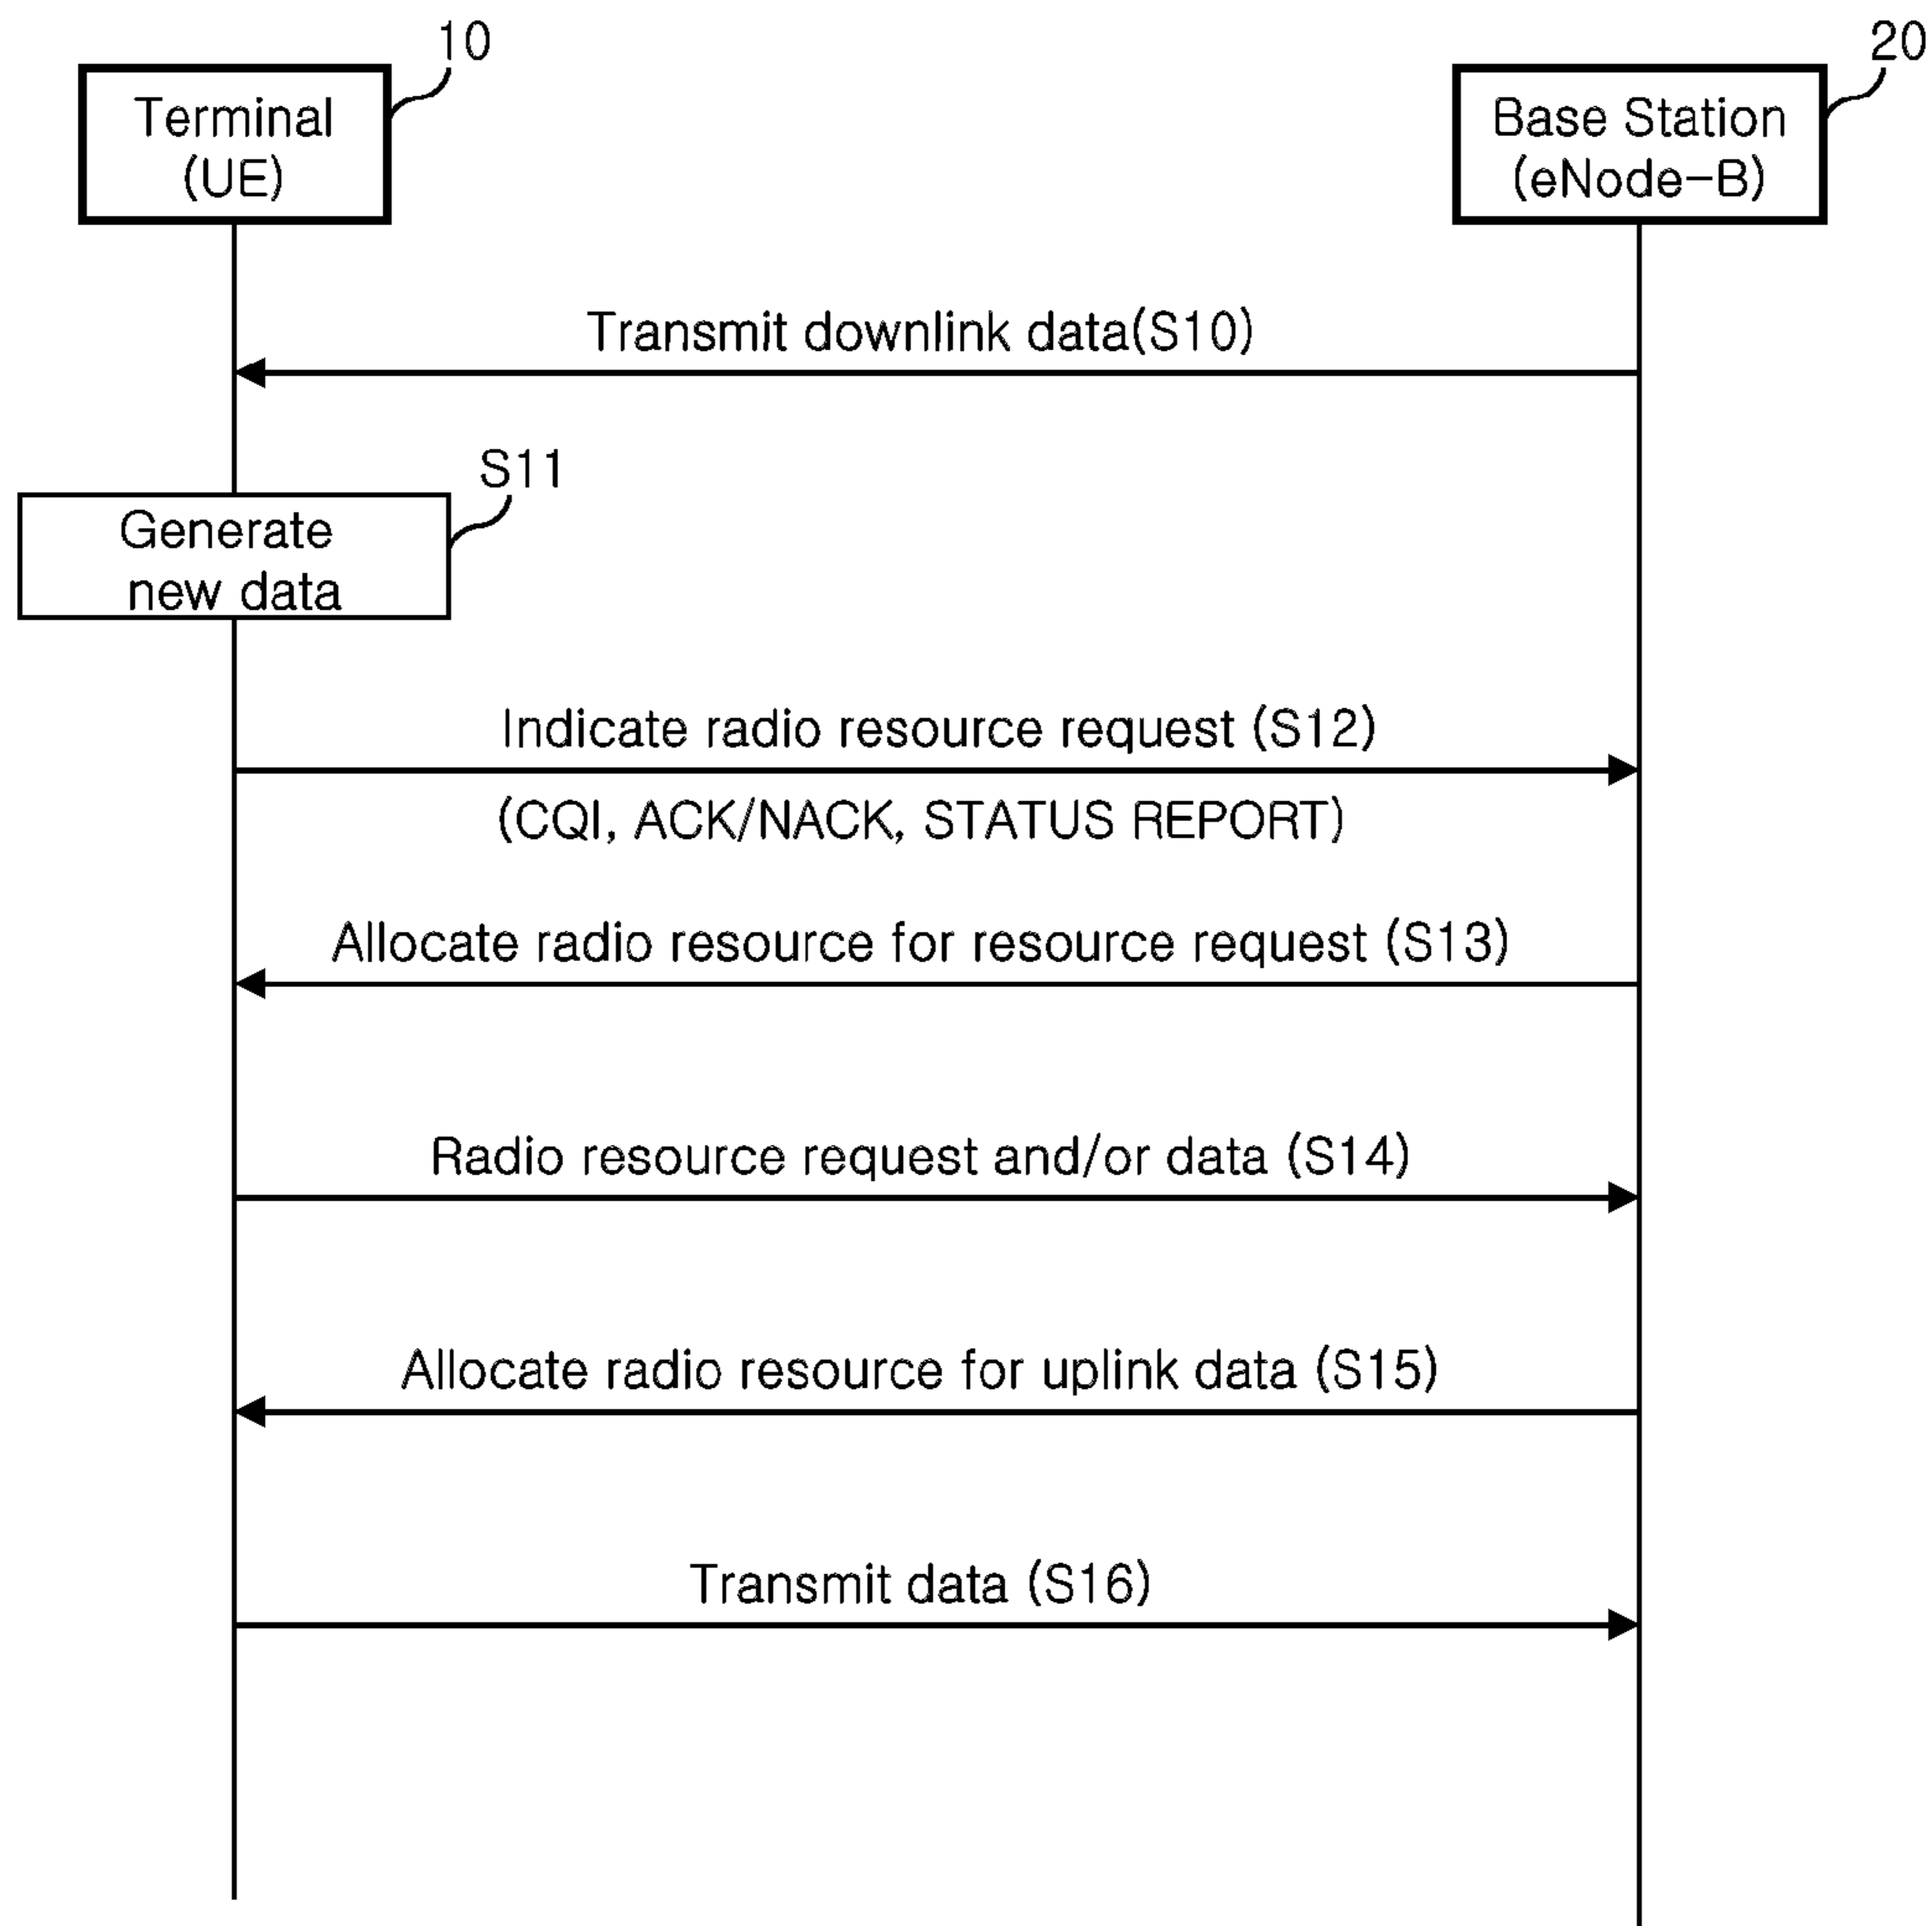 10
20
Terminal
(UE)
Base Station
(eNode-B)
Transmit downlink data(S10)
S11
Generate
new data
Indicate radio resource request (S12)
(CQI, ACK/NACK, STATUS REPORT)
Allocate radio resource for resource request (S13)
Radio resource request and/or data (S14)
Allocate radio resource for uplink data (S15)
Transmit data (S16)